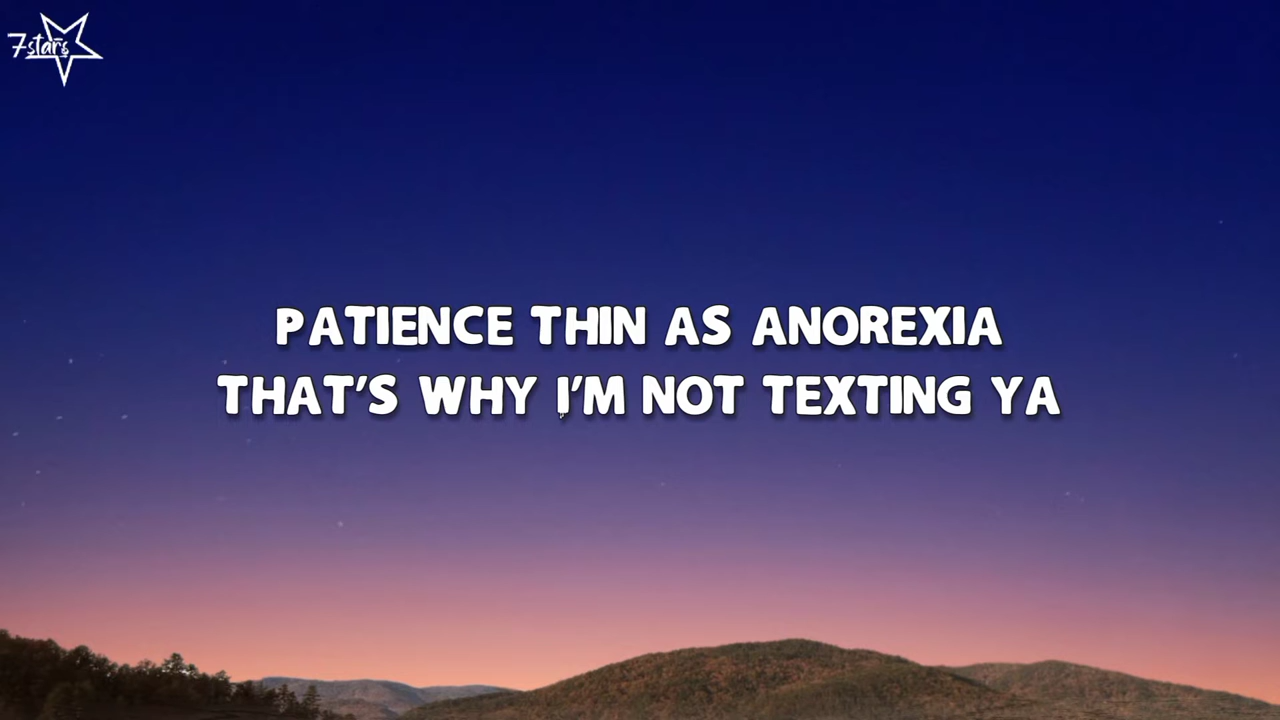 7stars
PATIENCE THIN AS ANOREXIA
THAT'S WHY I'M NOT TEXTING YA